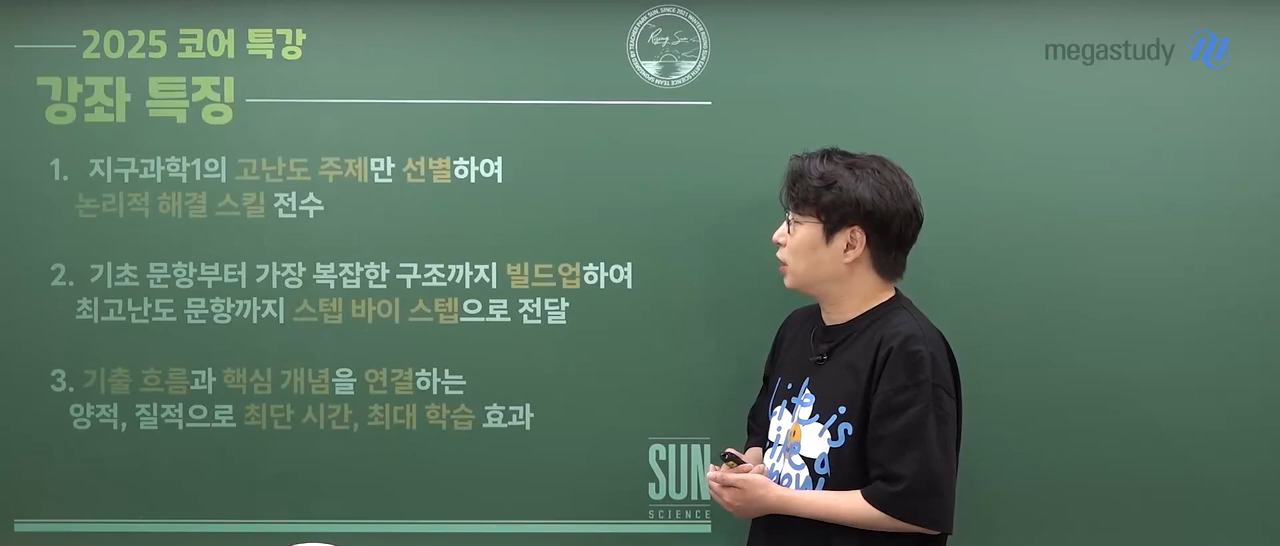 2025 코어 특강
강좌 특징
megastudy
1. 지구과학1의 고난도 주제만 선별하여
논리적 해결 스킬 전수
2. 기초 문항부터 가장 복잡한 구조까지 빌드업하여
최고난도 문항까지 스텝 바이 스텝으로 전달
3. 기출 흐름과 핵심 개념을 연결하는
양적, 질적으로 최단 시간, 최대 학습 효과
SUN
SCIENCE
Rising Sun
Life is
like
a